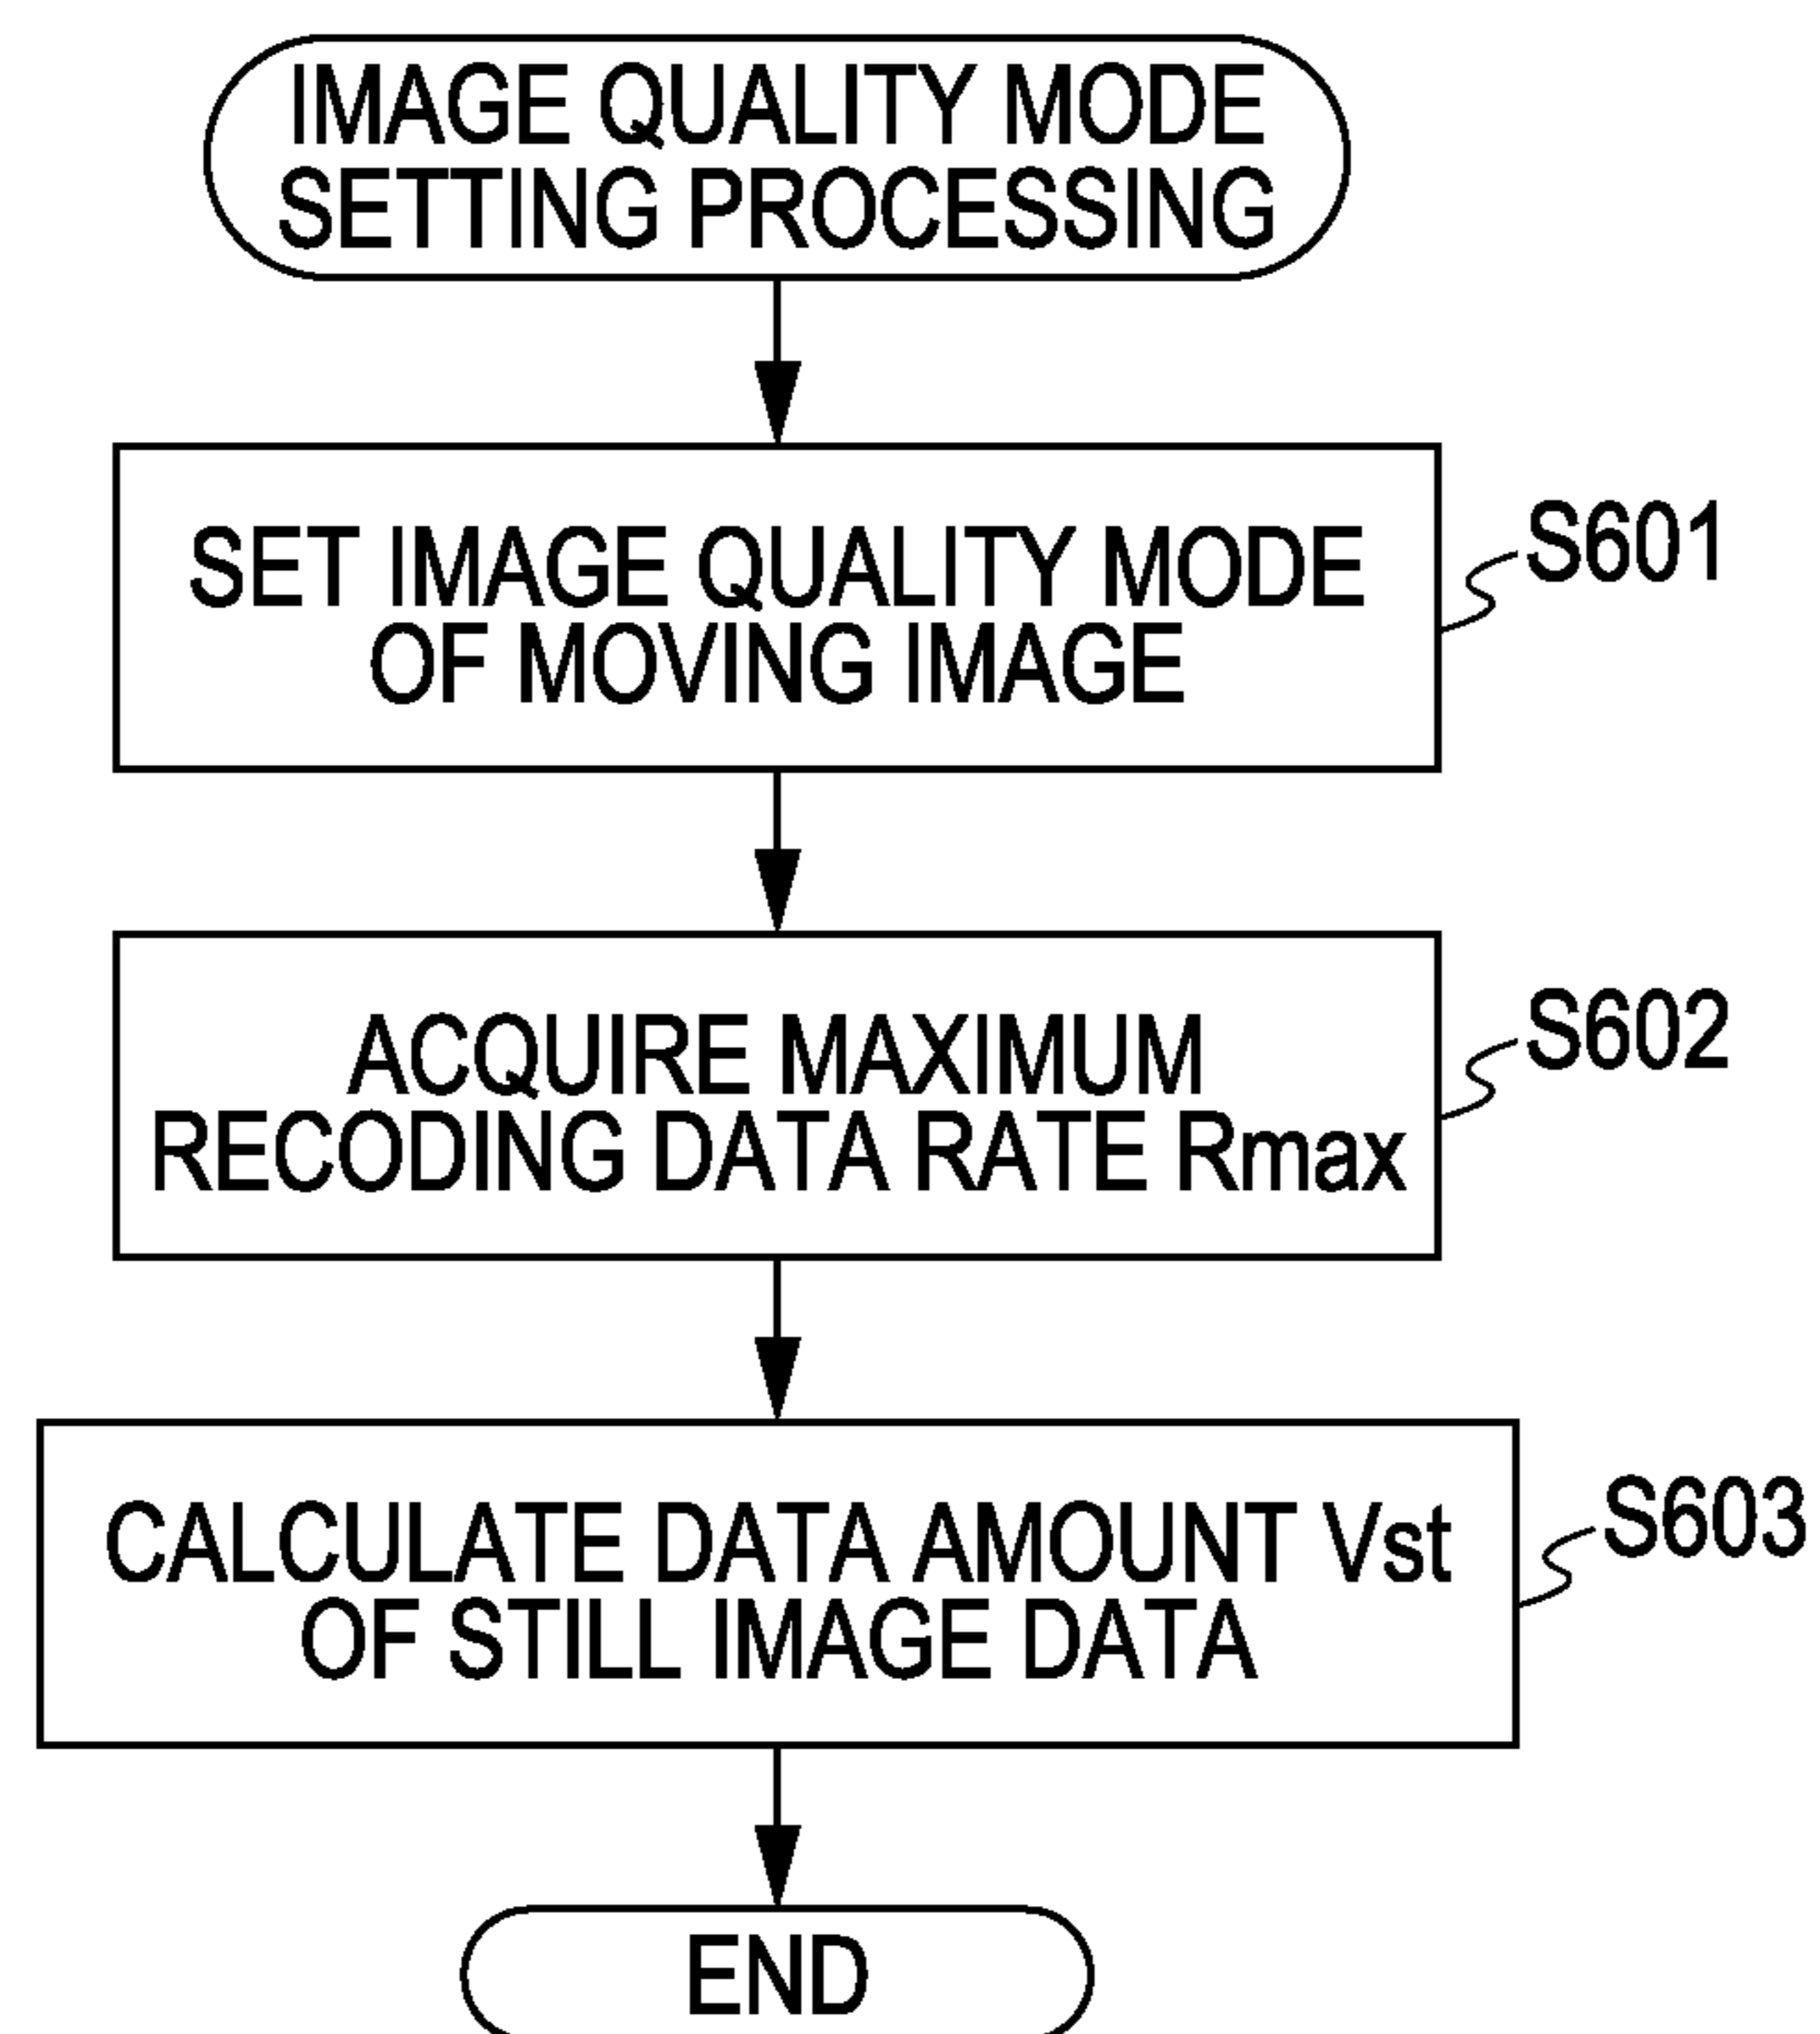 IMAGE QUALITY MODE
SETTING PROCESSING
SET IMAGE QUALITY MODE
OF MOVING IMAGE
S601
ACQUIRE MAXIMUM
RECODING DATA RATE Rmax
S602
CALCULATE DATA AMOUNT Vst
OF STILL IMAGE DATA
S603
END